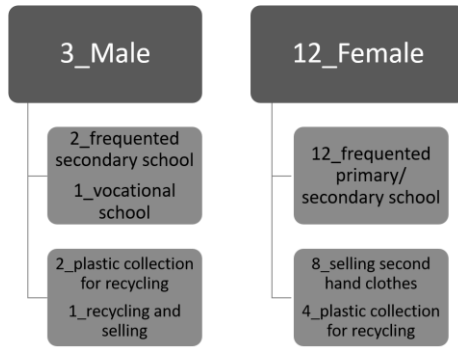 3_Male
2_frequented
secondary school
1_vocational
school
2_plastic collection
for recycling
1_recycling and
selling
12_Female
12_frequented
primary/
secondary school
8_selling second
hand clothes
4_plastic collection
for recycling